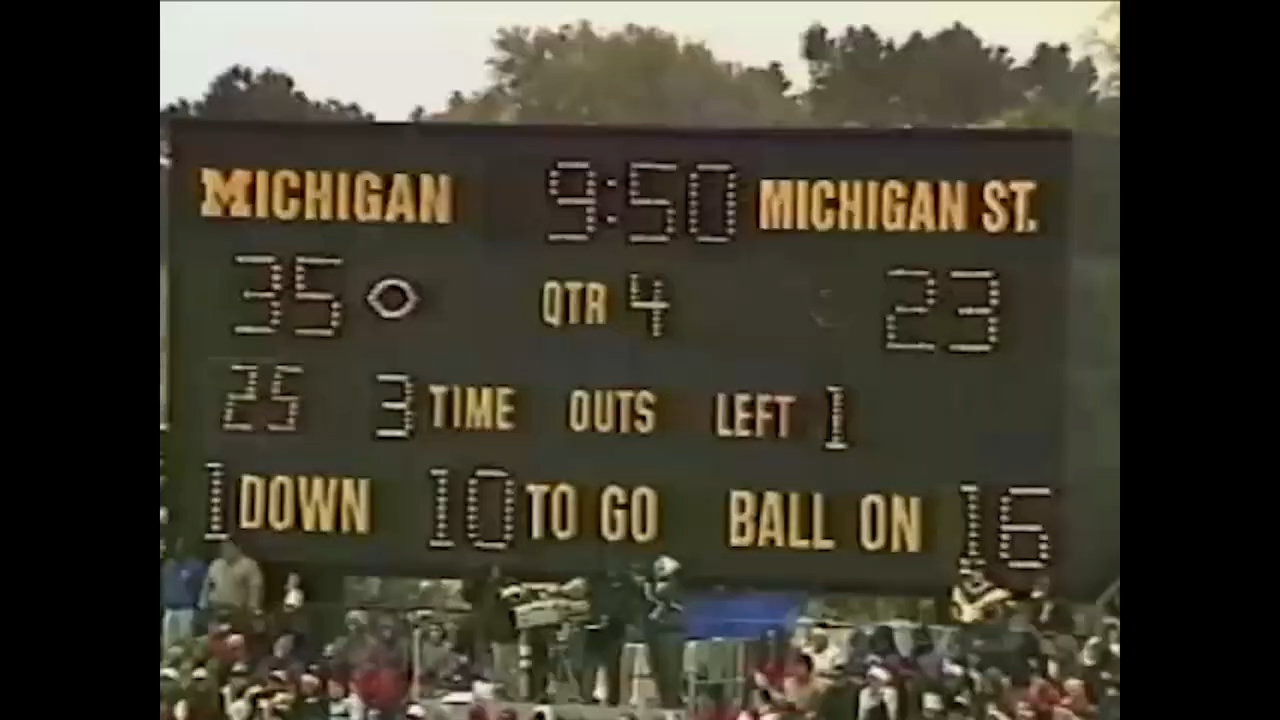 MICHIGAN 9:50 MICHIGAN ST.
35 QTR 4 23
25 3 TIME OUTS LEFT 1
1 DOWN 10 TO GO BALL ON 16